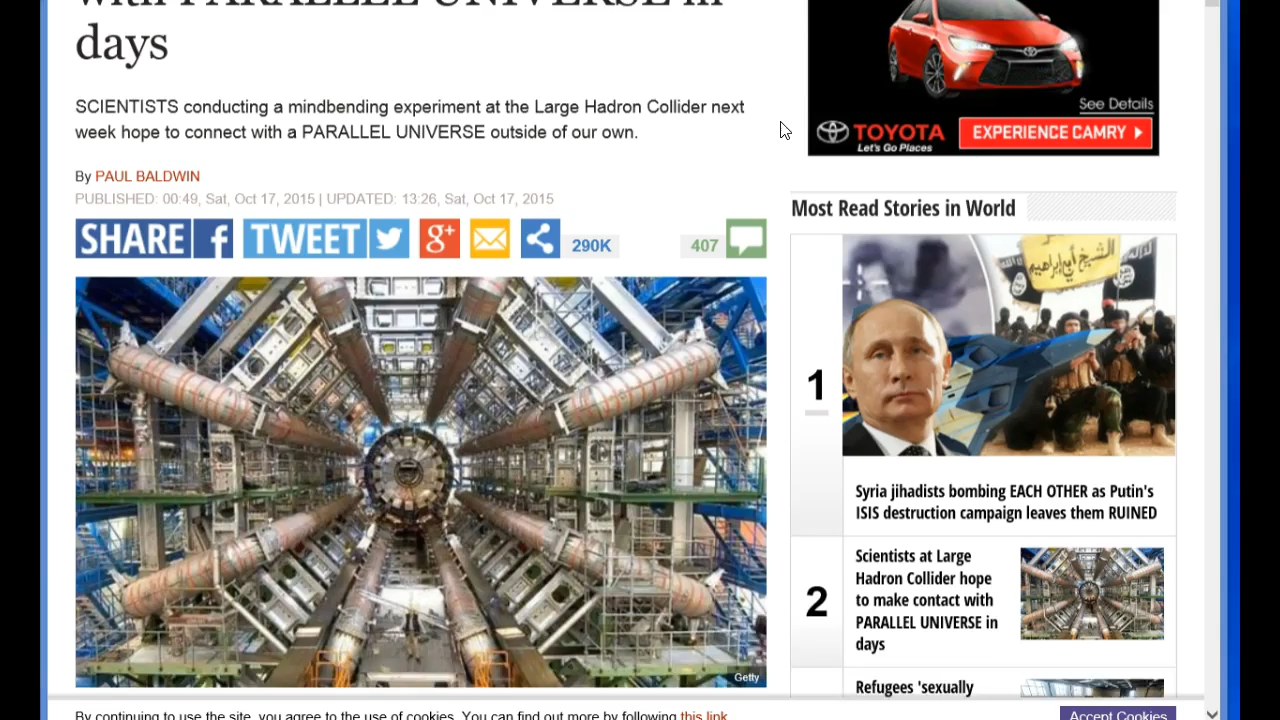 with PARALLEL UNIVERSE in
days
SCIENTISTS conducting a mindbending experiment at the Large Hadron Collider next
week hope to connect with a PARALLEL UNIVERSE outside of our own.
By PAUL BALDWIN
PUBLISHED: 00:49, Sat, Oct 17, 2015 | UPDATED: 13:26, Sat, Oct 17, 2015
SHARE f TWEET g+ 290K 407
Getty
See Details
TOYOTA
Let's Go Places
EXPERIENCE CAMRY
Most Read Stories in World
1
Syria jihadists bombing EACH OTHER as Putin's
ISIS destruction campaign leaves them RUINED
2
Scientists at Large
Hadron Collider hope
to make contact with
PARALLEL UNIVERSE in
days
Refugees 'sexually
By continuing to use the site, you agree to the use of cookies. You can find out more by following this link
Accept Cookies